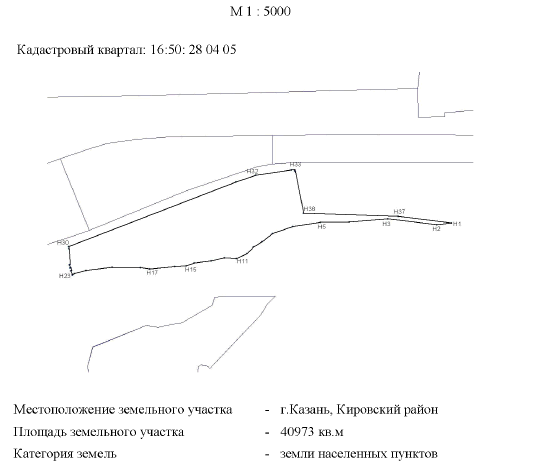 М 1 : 5000
Кадастровый квартал: 16:50: 28 04 05
Н33
Н32
Н38
Н37
Н1
Н3
Н2
Н5
Н30
Н11
Н15
Н17
Н23
Местоположение земельного участка - г.Казань, Кировский район
Площадь земельного участка - 40973 кв.м
Категория земель - земли населенных пунктов